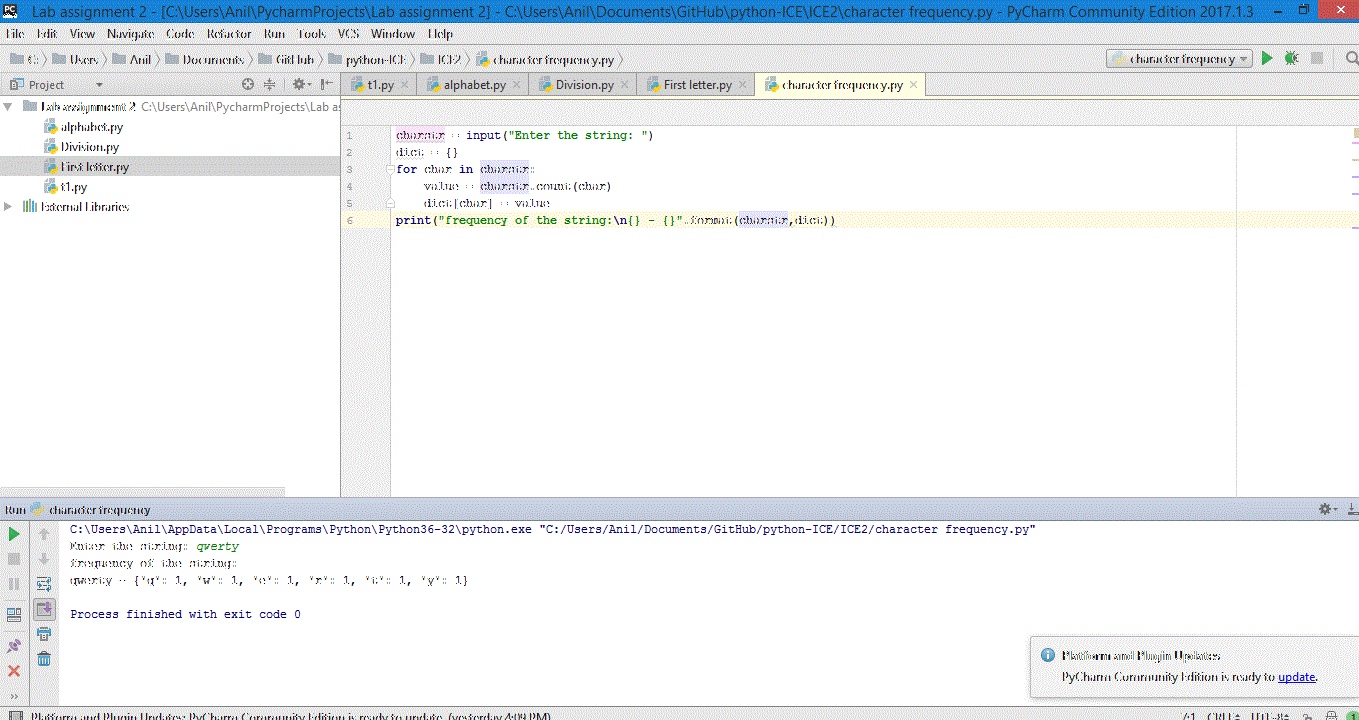 Lab assignment 2 - [C:\Users\Anil\PycharmProjects\Lab assignment 2] - C:\Users\Anil\Documents\GitHub\python-ICE\ICE2\character frequency.py - PyCharm Community Edition 2017.1.3
File Edit View Navigate Code Refactor Run Tools VCS Window Help
C: Users Anil Documents GitHub python-ICE ICE2 character frequency.py character frequency
Project t1.py alphabet.py Division.py First letter.py character frequency.py
Lab assignment 2 C:\Users\Anil\PycharmProjects\Lab as
alphabet.py
Division.py
First letter.py
t1.py
External Libraries
1 charstr = input("Enter the string: ")
2 dict = {}
3 for char in charstr:
4 value = charstr.count(char)
5 dict[char] = value
6 print("frequency of the string:\n{} - {}".format(charstr,dict))
Run character frequency
C:\Users\Anil\AppData\Local\Programs\Python\Python36-32\python.exe "C:/Users/Anil/Documents/GitHub/python-ICE/ICE2/character frequency.py"
Enter the string: qwerty
frequency of the string:
qwerty - {'q': 1, 'w': 1, 'e': 1, 'r': 1, 't': 1, 'y': 1}
Process finished with exit code 0
Platform and Plugin Updates
PyCharm Community Edition is ready to update.
Platform and Plugin Updates: PyCharm Community Edition is ready to update. (yesterday 4:09 PM) 7:1 CRLF UTF-8